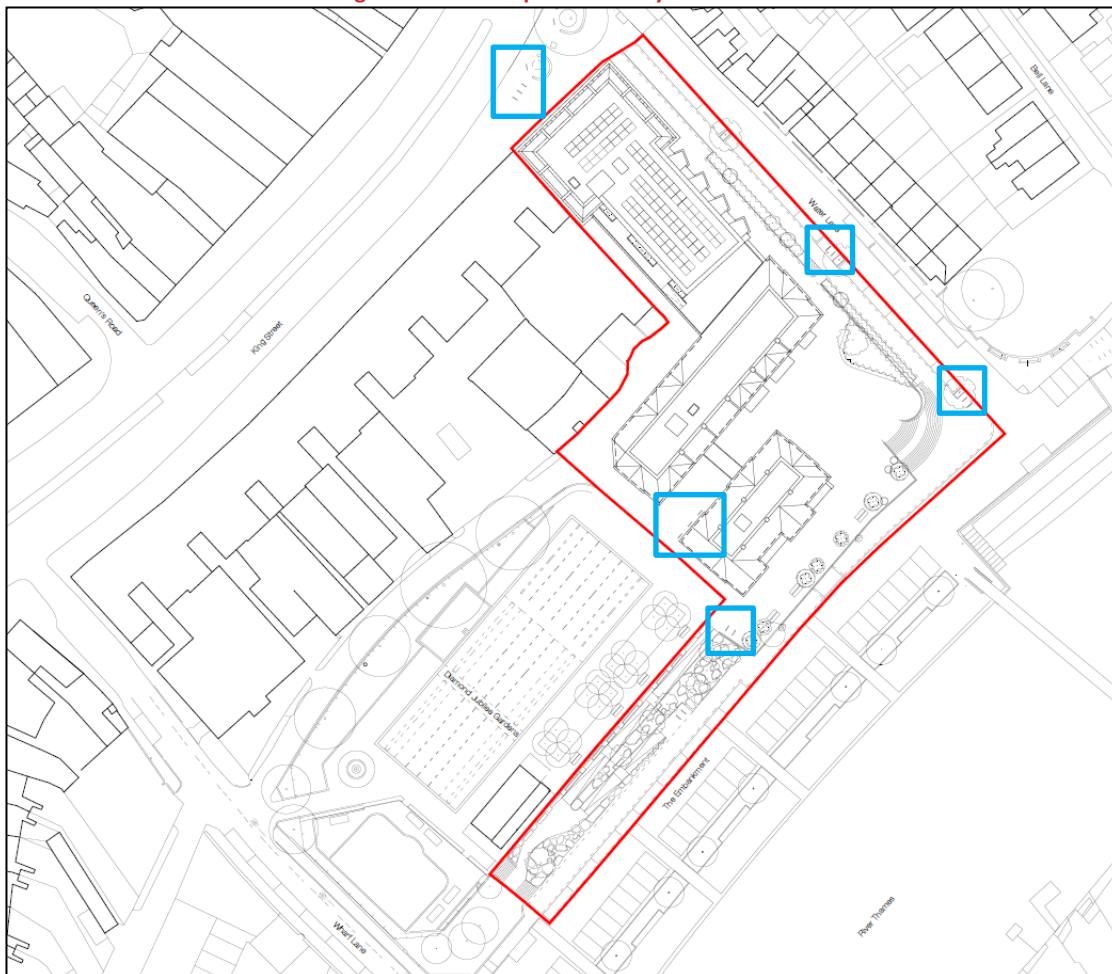 Bell Lane
Water Lane
Queen's Road
King Street
Diamond Jubilee Gardens
The Embankment
Wharf Lane
River Thames